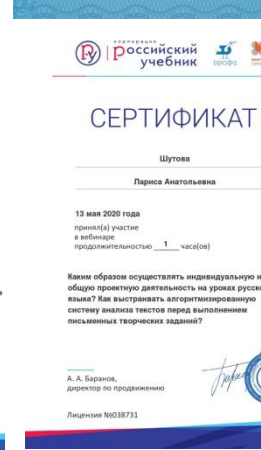 корпорация
российский
учебник
дрофа
СЕРТИФИКАТ
Шутова
Лариса Анатольевна
13 мая 2020 года
принял(а) участие
в вебинаре
продолжительностью 1 часа(ов)
Каким образом осуществлять индивидуальную и
общую проектную деятельность на уроках русско
языка? Как выстраивать алгоритмизированную
систему анализа текстов перед выполнением
письменных творческих заданий?
А. А. Баранов,
директор по продвижению
Лицензия №038731